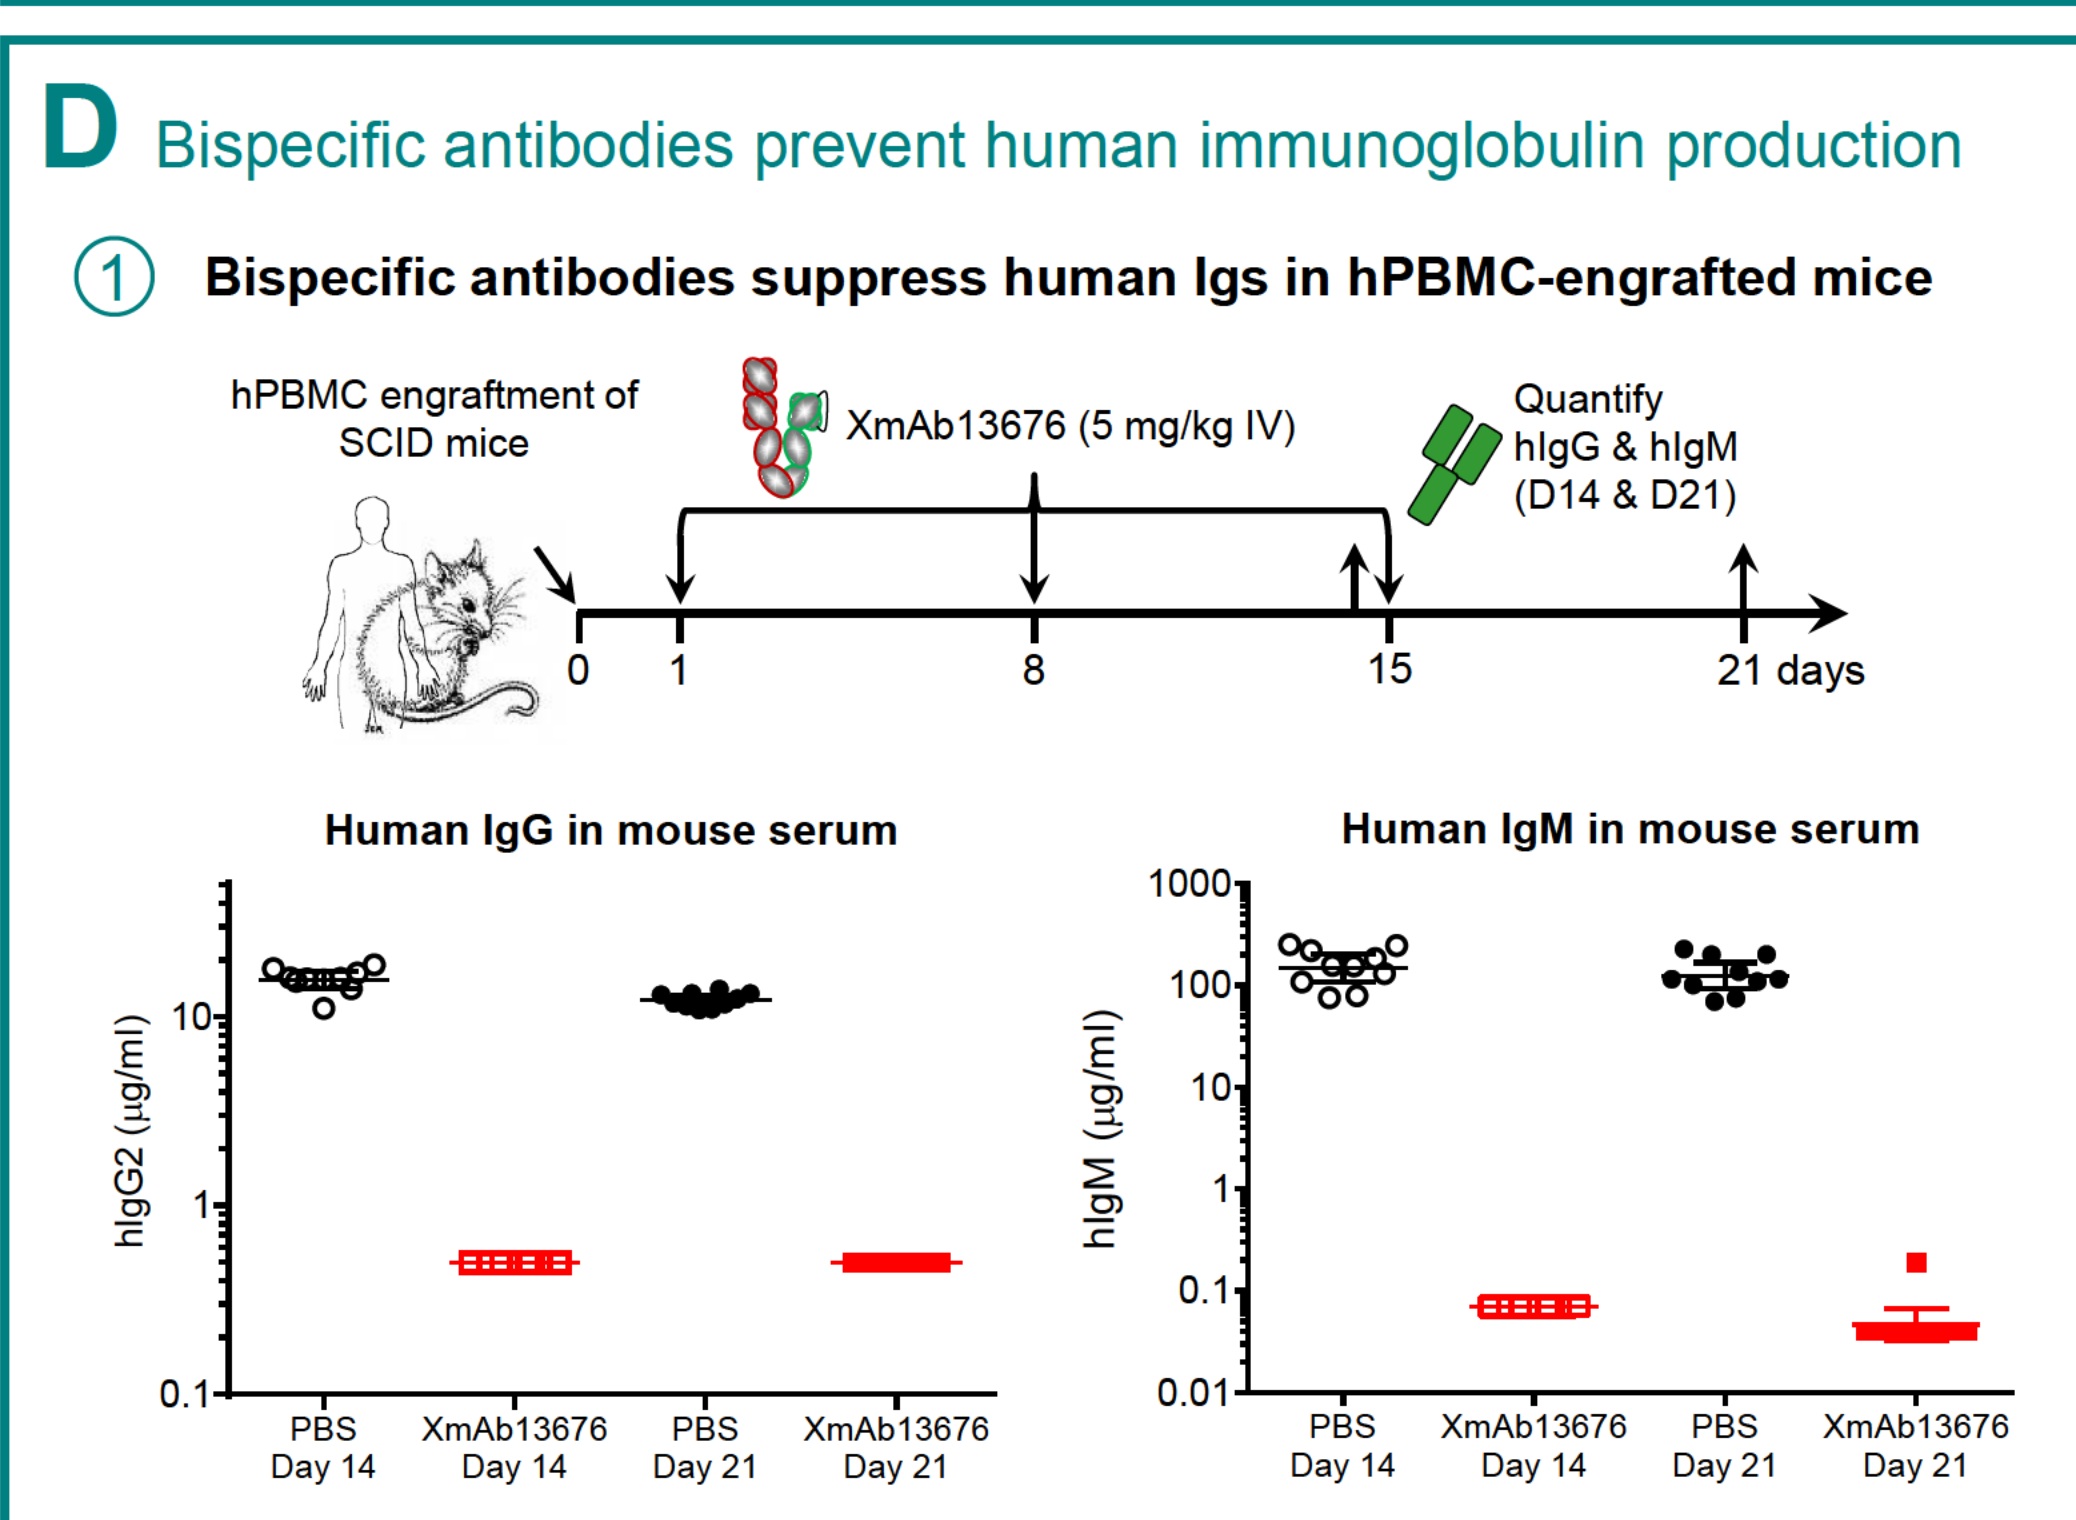 D Bispecific antibodies prevent human immunoglobulin production
1 Bispecific antibodies suppress human Igs in hPBMC-engrafted mice
hPBMC engraftment of
SCID mice
XmAb13676 (5 mg/kg IV)
Quantify
hIgG & hIgM
(D14 & D21)
0 1 8 15 21 days
Human IgG in mouse serum
hIgG2 (µg/ml)
10
1
0.1
PBS
Day 14
XmAb13676
Day 14
PBS
Day 21
XmAb13676
Day 21
Human IgM in mouse serum
hIgM (µg/ml)
1000
100
10
1
0.1
0.01
PBS
Day 14
XmAb13676
Day 14
PBS
Day 21
XmAb13676
Day 21